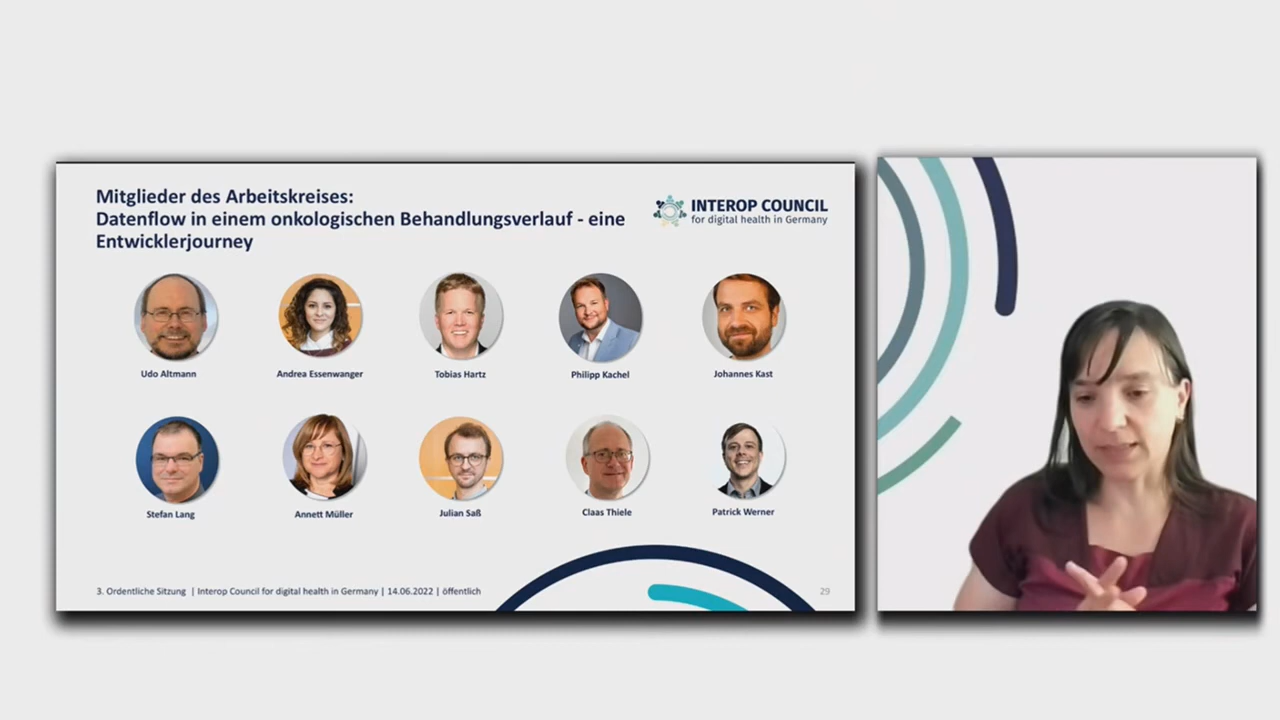 Mitglieder des Arbeitskreises:
Datenflow in einem onkologischen Behandlungsverlauf - eine
Entwicklerjourney
INTEROP COUNCIL
for digital health in Germany
Udo Altmann
Andrea Essenwanger
Tobias Hartz
Philipp Kachel
Johannes Kast
Stefan Lang
Annett Müller
Julian Saß
Claas Thiele
Patrick Werner
3. Ordentliche Sitzung | Interop Council for digital health in Germany | 14.06.2022 | öffentlich
29